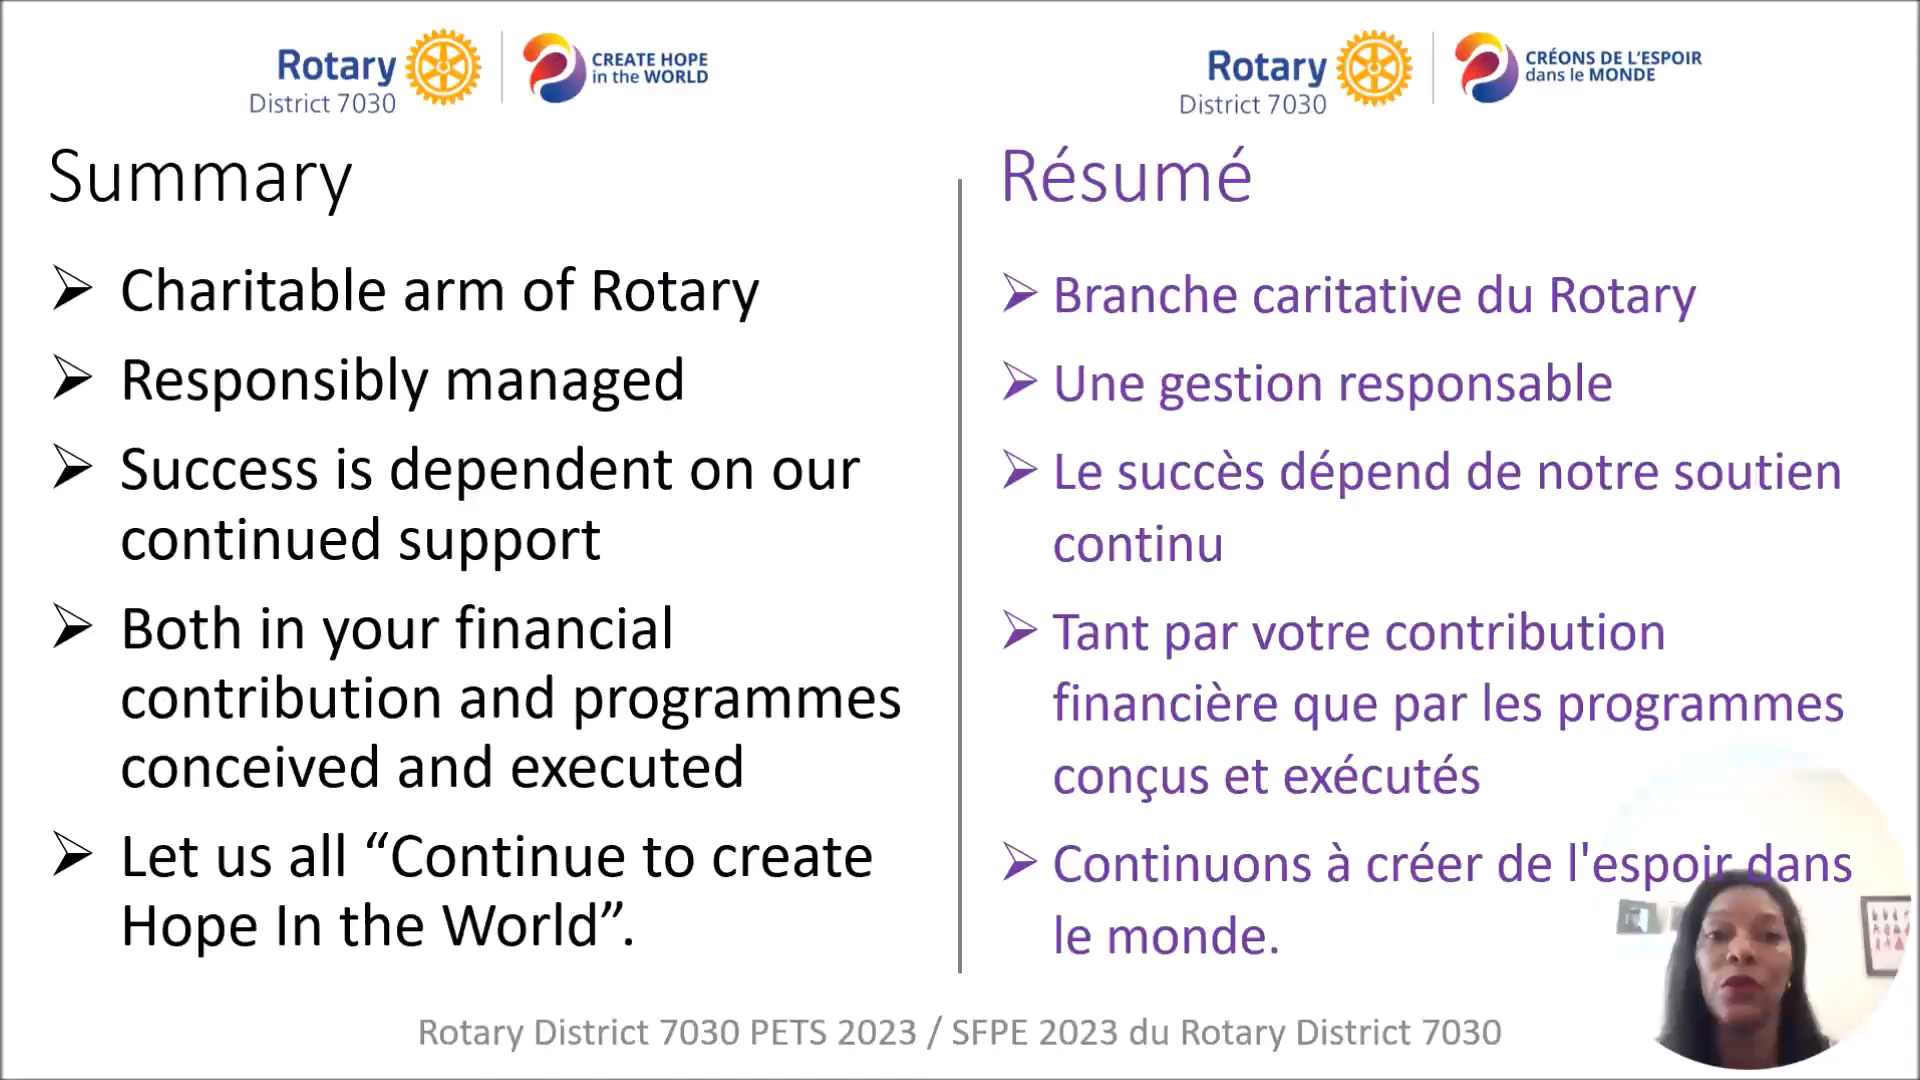 Rotary
District 7030
CREATE HOPE
in the WORLD
Rotary
District 7030
CRÉONS DE L'ESPOIR
dans le MONDE
Summary
➢ Charitable arm of Rotary
➢ Responsibly managed
➢ Success is dependent on our
continued support
➢ Both in your financial
contribution and programmes
conceived and executed
➢ Let us all “Continue to create
Hope In the World”.
Résumé
➢ Branche caritative du Rotary
➢ Une gestion responsable
➢ Le succès dépend de notre soutien
continu
➢ Tant par votre contribution
financière que par les programmes
conçus et exécutés
➢ Continuons à créer de l'espoir dans
le monde.
Rotary District 7030 PETS 2023 / SFPE 2023 du Rotary District 7030